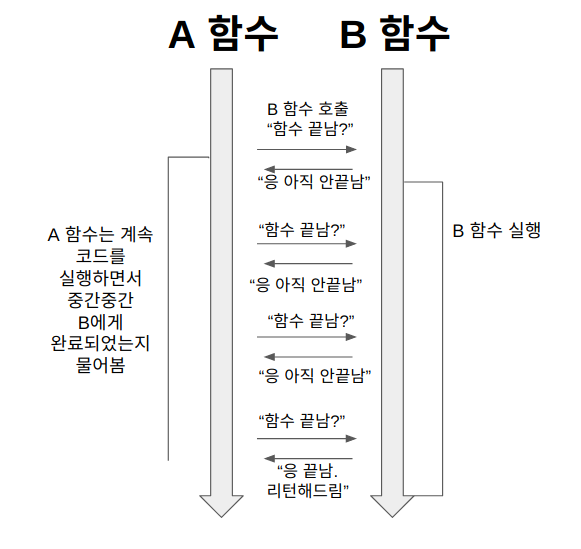 A 함수
B 함수
B 함수 호출
“함수 끝남?”
“응 아직 안끝남”
“함수 끝남?”
“응 아직 안끝남”
“함수 끝남?”
“응 아직 안끝남”
“함수 끝남?”
“응 끝남.
리턴해드림”
A 함수는 계속
코드를
실행하면서
중간중간
B에게
완료되었는지
물어봄
B 함수 실행